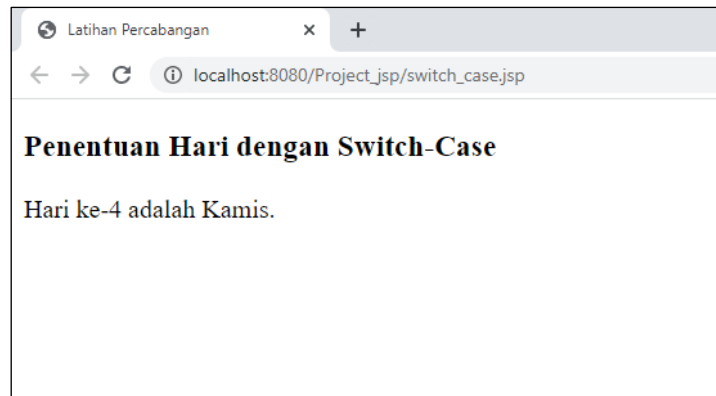 Latihan Percabangan
localhost:8080/Project_jsp/switch_case.jsp
Penentuan Hari dengan Switch-Case
Hari ke-4 adalah Kamis.